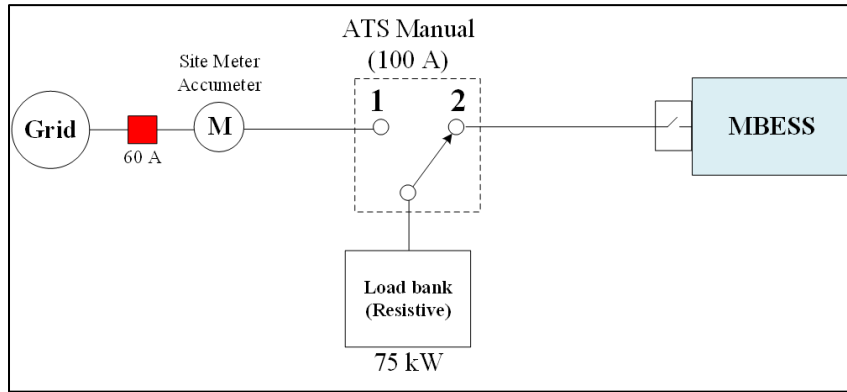 ATS Manual
(100 A)
Site Meter
Accumeter
1
2
Grid
M
MBESS
60 A
Load bank
(Resistive)
75 kW